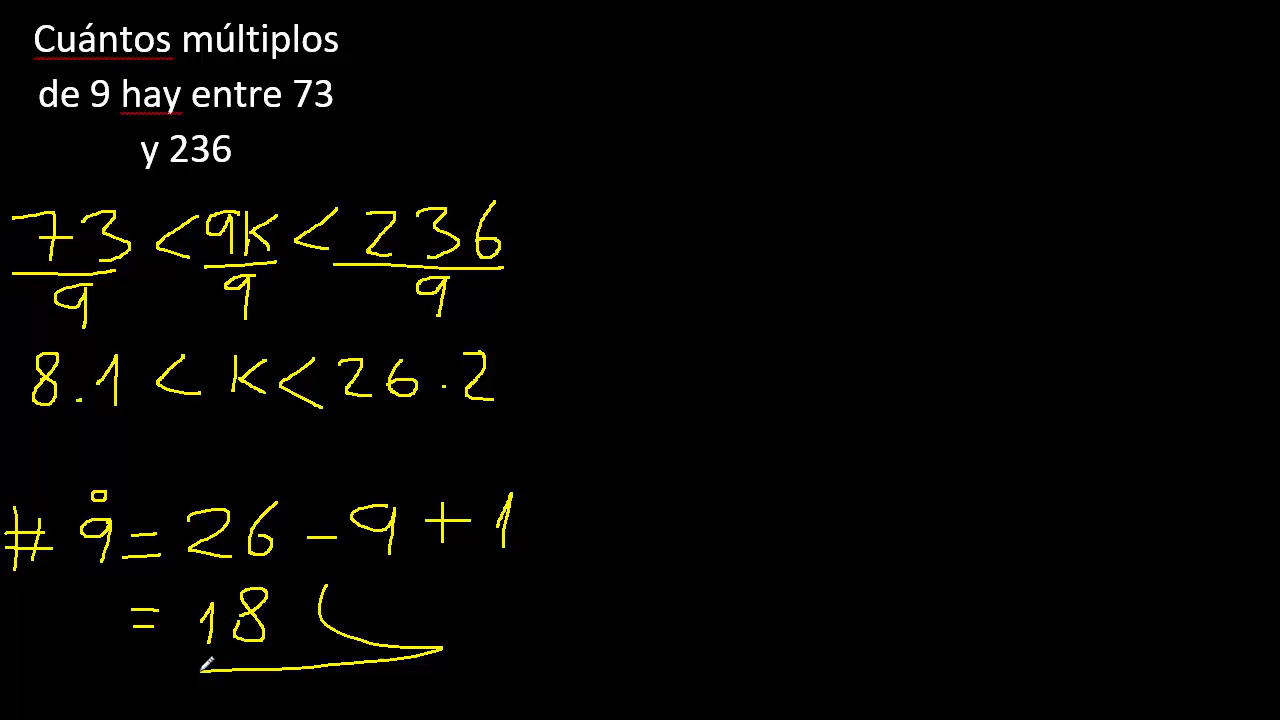 Cuántos múltiplos
de 9 hay entre 73
y 236
73 < 9K < 236
9 9 9
8.1 < K < 26.2
# 9̊ = 26 - 9 + 1
= 18